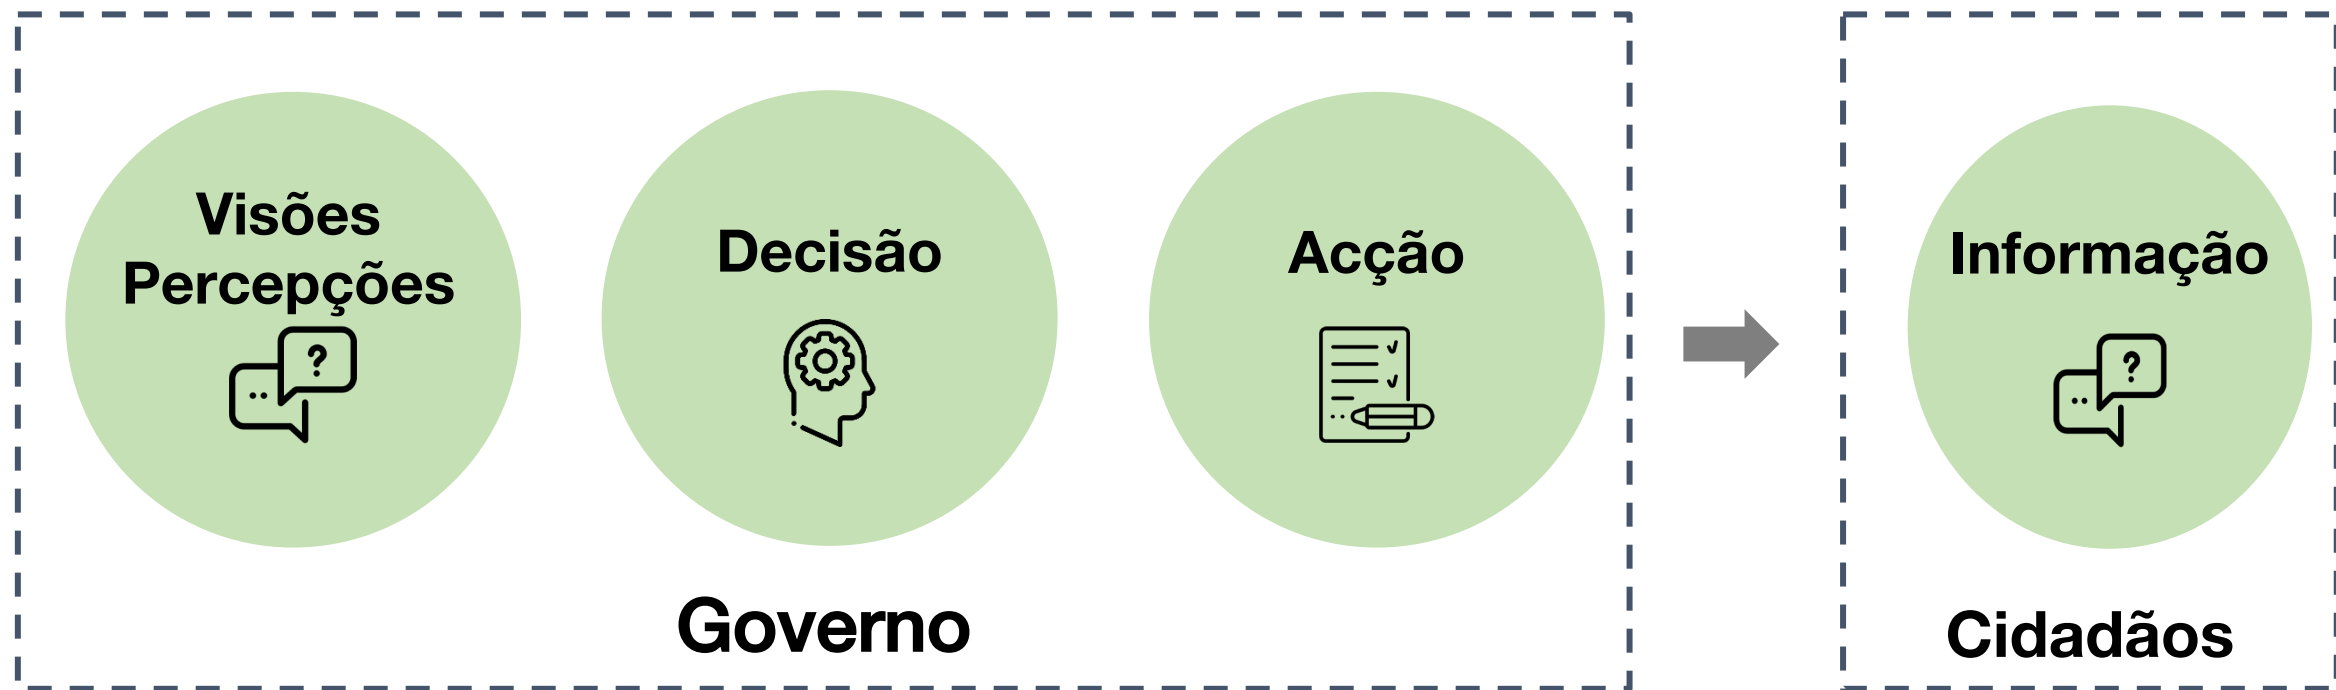 Visões
Percepções
Decisão
Acção
Governo
Informação
Cidadãos